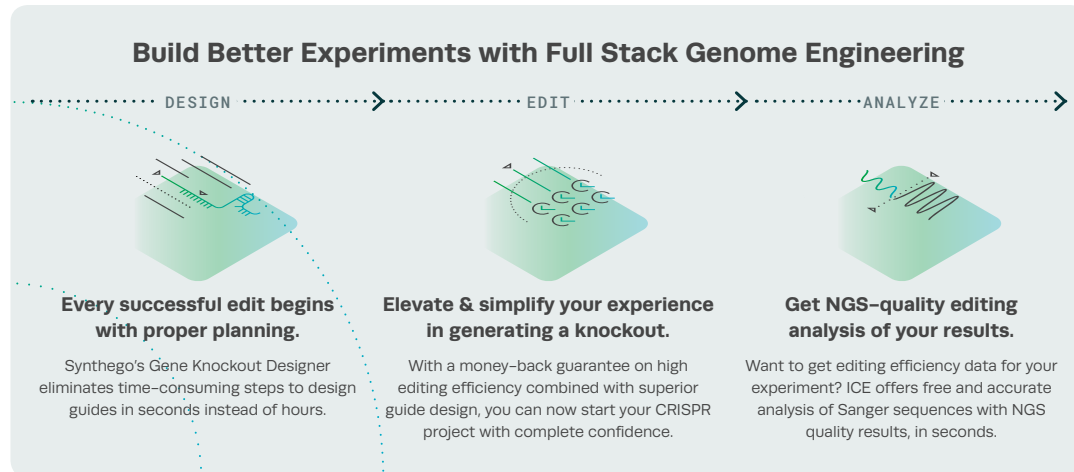 Build Better Experiments with Full Stack Genome Engineering
DESIGN
EDIT
ANALYZE
Every successful edit begins
with proper planning.
Synthego's Gene Knockout Designer
eliminates time-consuming steps to design
guides in seconds instead of hours.
Elevate & simplify your experience
in generating a knockout.
With a money-back guarantee on high
editing efficiency combined with superior
guide design, you can now start your CRISPR
project with complete confidence.
Get NGS-quality editing
analysis of your results.
Want to get editing efficiency data for your
experiment? ICE offers free and accurate
analysis of Sanger sequences with NGS
quality results, in seconds.